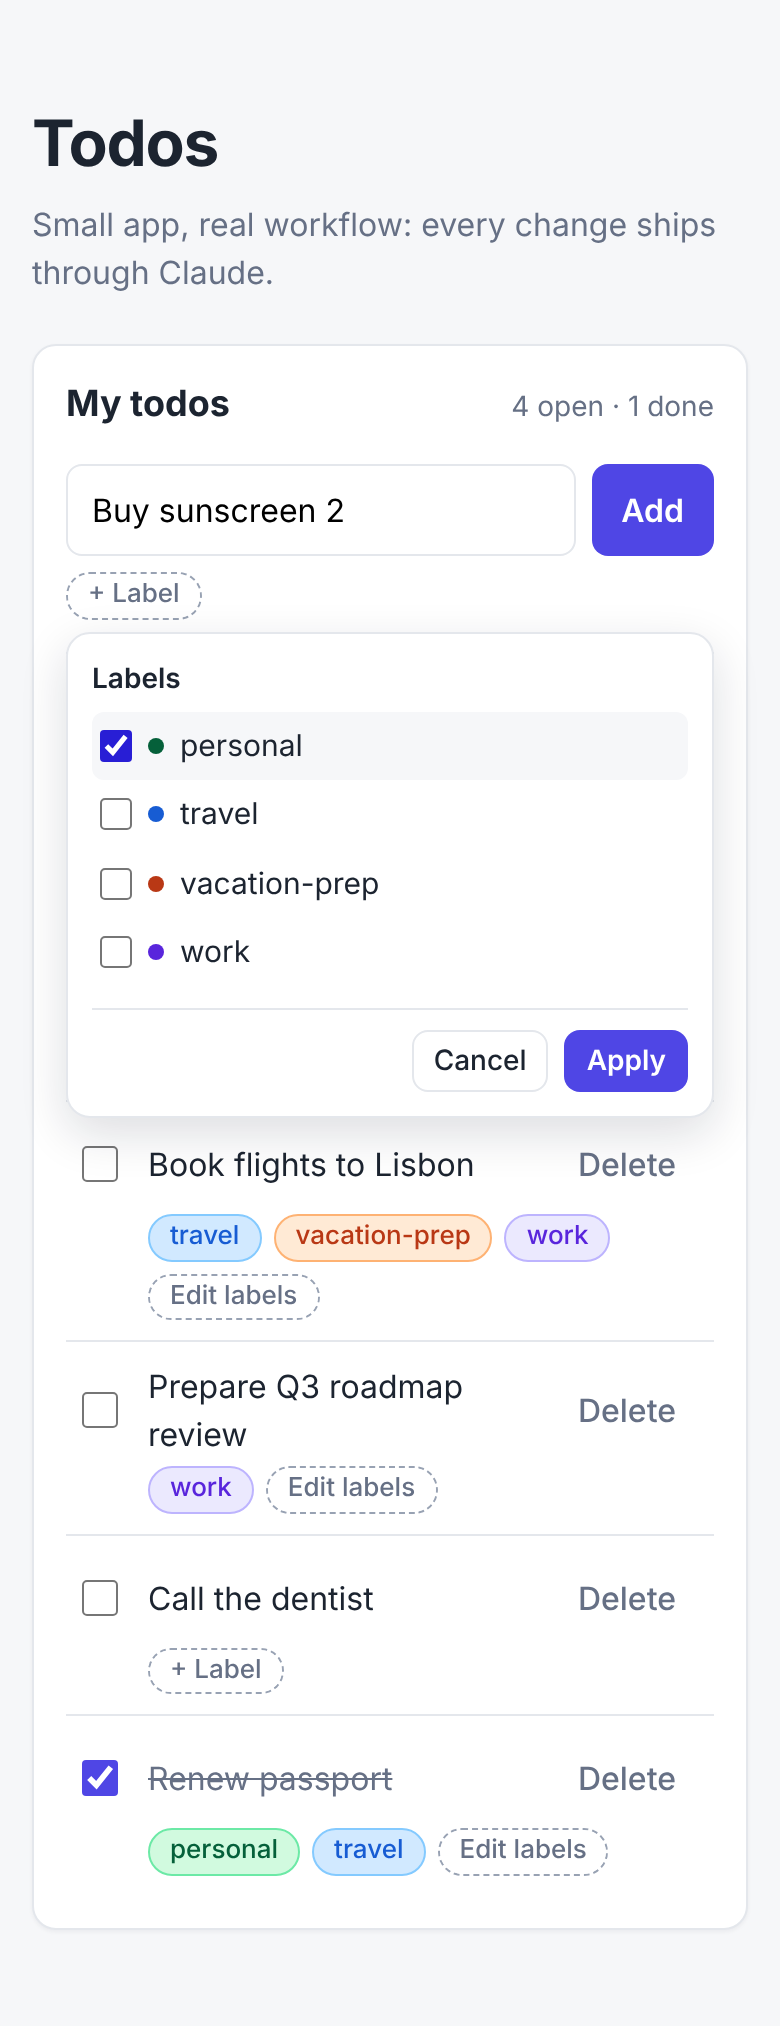 Todos
Small app, real workflow: every change ships
through Claude.
My todos
4 open · 1 done
Buy sunscreen 2
Add
+ Label
Labels
personal
travel
vacation-prep
work
Cancel
Apply
Book flights to Lisbon
Delete
travel
vacation-prep
work
Edit labels
Prepare Q3 roadmap
review
Delete
work
Edit labels
Call the dentist
Delete
+ Label
Renew passport
Delete
personal
travel
Edit labels